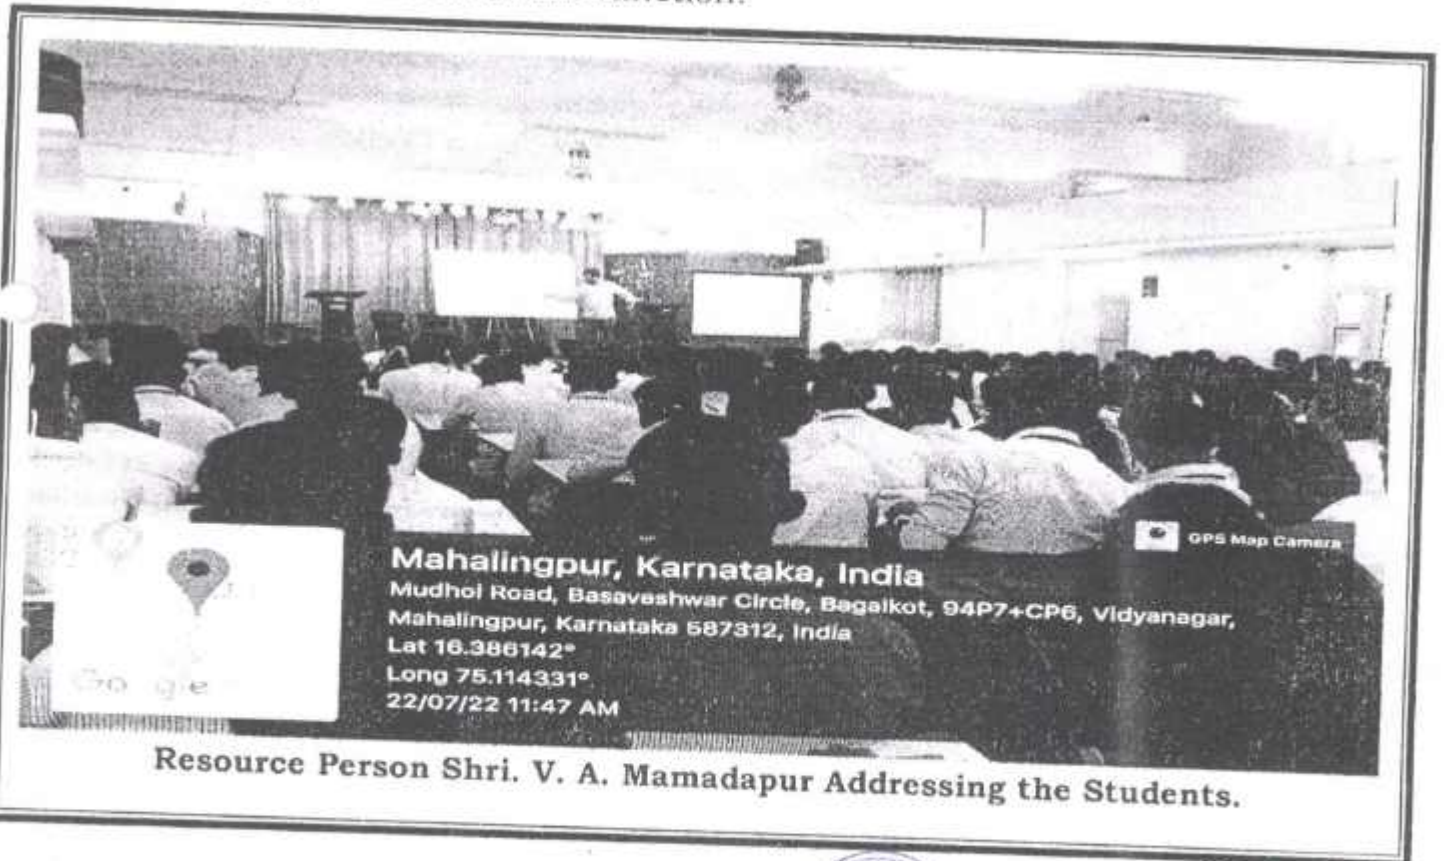 GPS Map Camera
Mahalingpur, Karnataka, India
Mudhol Road, Basaveshwar Circle, Bagalkot, 94P7+CP6, Vidyanagar,
Mahalingpur, Karnataka 587312, India
Lat 16.386142°
Long 75.114331°
22/07/22 11:47 AM
Google
Resource Person Shri. V. A. Mamadapur Addressing the Students.